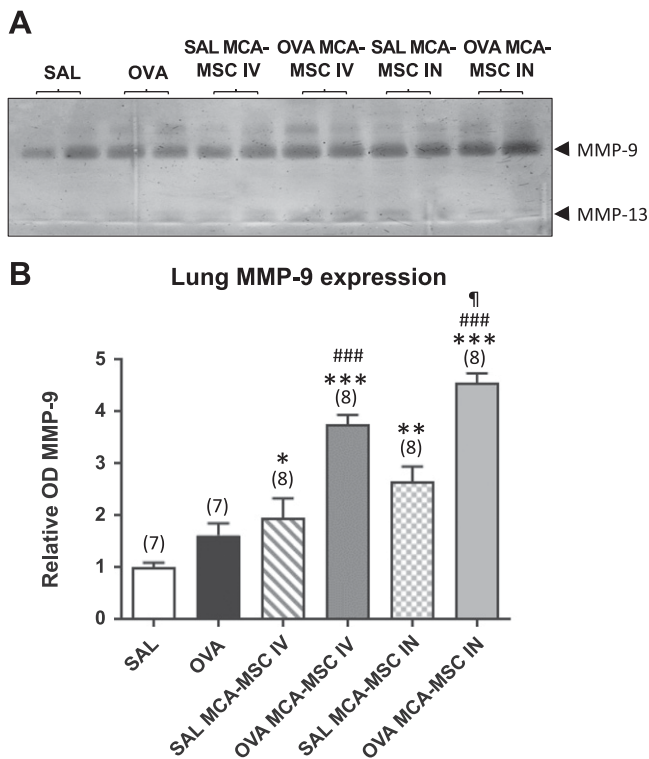 A
SAL
OVA
SAL MCA-
MSC IV
OVA MCA-
MSC IV
SAL MCA-
MSC IN
OVA MCA-
MSC IN
MMP-9
MMP-13
B
Lung MMP-9 expression
Relative OD MMP-9
5
4
3
2
1
0
(7)
(7)
*
(8)
###
***
(8)
**
(8)
¶
###
***
(8)
SAL
OVA
SAL MCA-MSC IV
OVA MCA-MSC IV
SAL MCA-MSC IN
OVA MCA-MSC IN